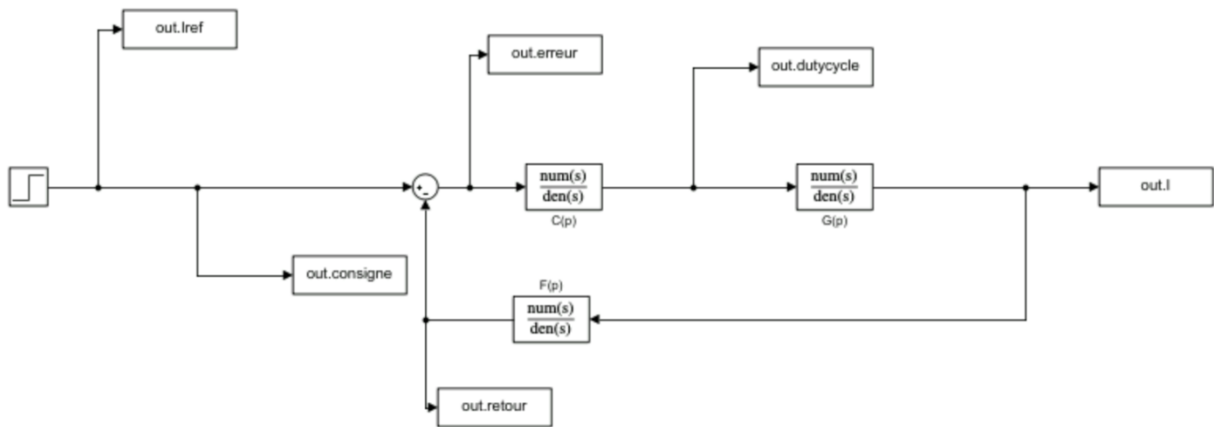 out.Iref
out.erreur
out.dutycycle
+
-
num(s)
den(s)
C(p)
num(s)
den(s)
G(p)
out.I
out.consigne
F(p)
num(s)
den(s)
out.retour